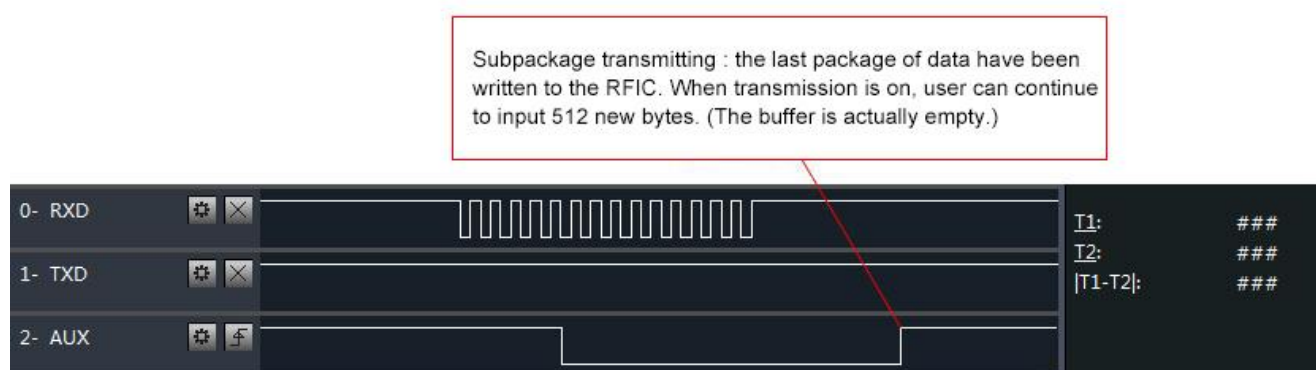 Subpackage transmitting : the last package of data have been
written to the RFIC. When transmission is on, user can continue
to input 512 new bytes. (The buffer is actually empty.)
0- RXD
1- TXD
2- AUX
T1: ###
T2: ###
|T1-T2|: ###